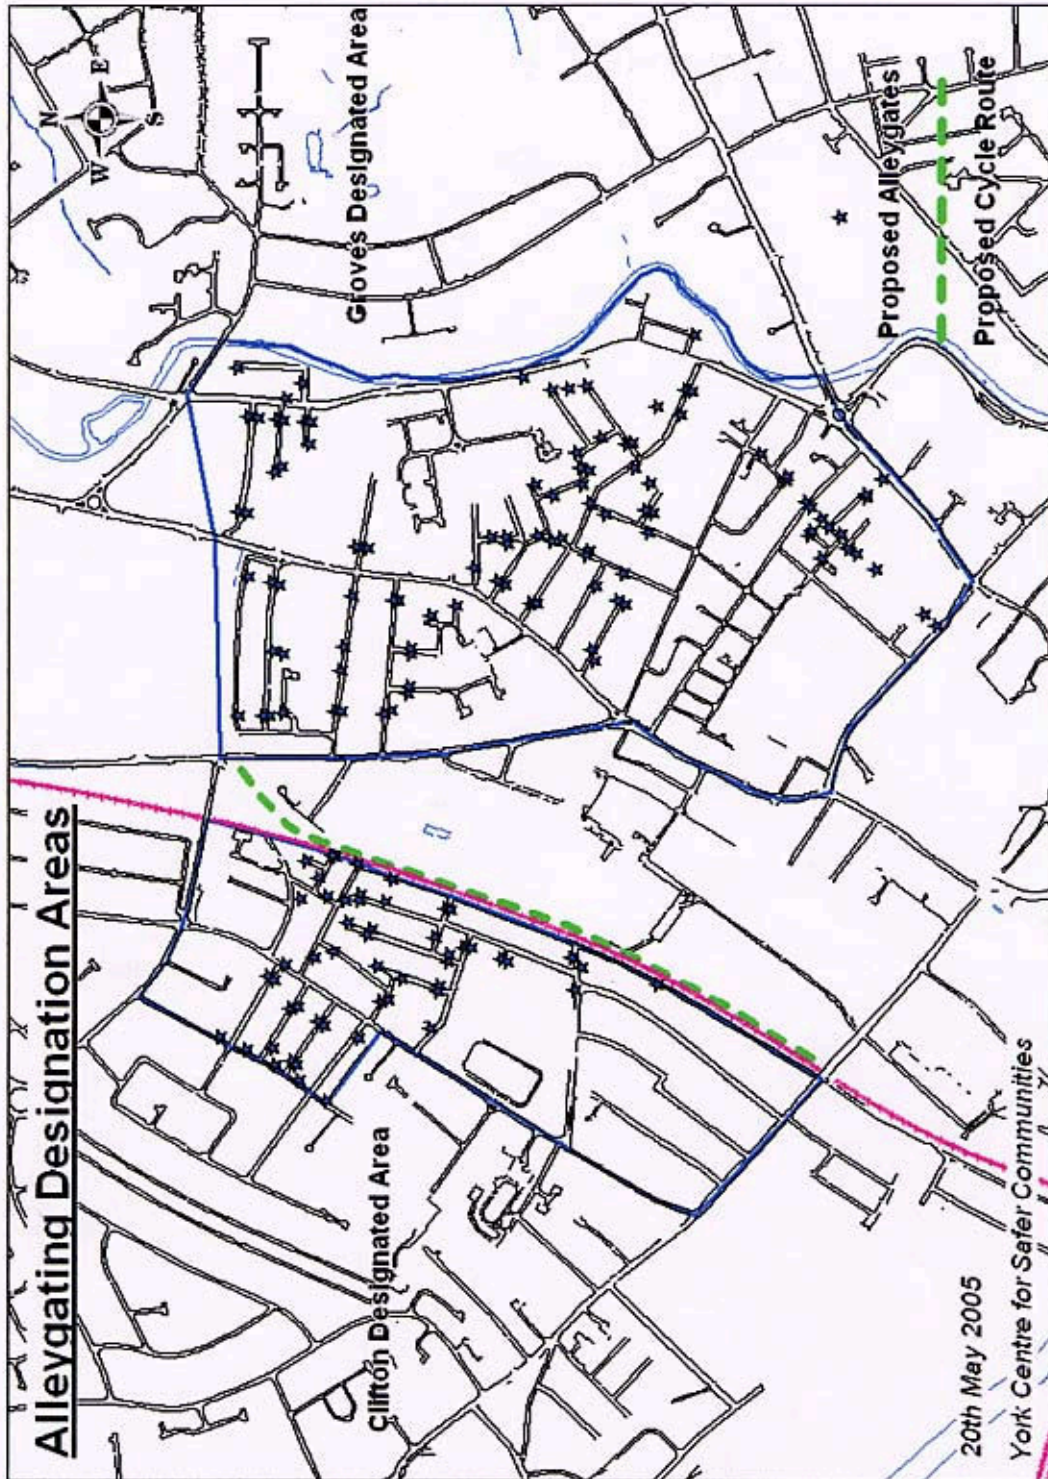 Alleygating Designation Areas
N
E
S
W
Groves Designated Area
Clifton Designated Area
Proposed Alleygates
Proposed Cycle Route
20th May 2005
York Centre for Safer Communities